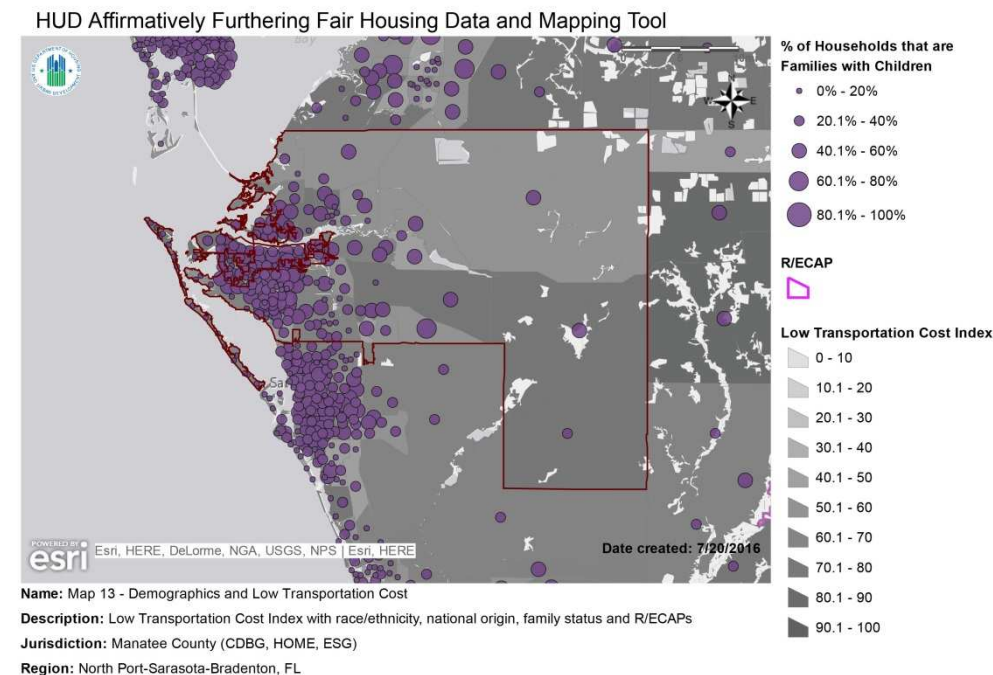 HUD Affirmatively Furthering Fair Housing Data and Mapping Tool
% of Households that are
Families with Children
0% - 20%
20.1% - 40%
40.1% - 60%
60.1% - 80%
80.1% - 100%
R/ECAP
Low Transportation Cost Index
0 - 10
10.1 - 20
20.1 - 30
30.1 - 40
40.1 - 50
50.1 - 60
60.1 - 70
70.1 - 80
80.1 - 90
90.1 - 100
Bay
N
W E
S
POWERED BY
esri
Esri, HERE, DeLorme, NGA, USGS, NPS | Esri, HERE
Date created: 7/20/2016
Name: Map 13 - Demographics and Low Transportation Cost
Description: Low Transportation Cost Index with race/ethnicity, national origin, family status and R/ECAPs
Jurisdiction: Manatee County (CDBG, HOME, ESG)
Region: North Port-Sarasota-Bradenton, FL